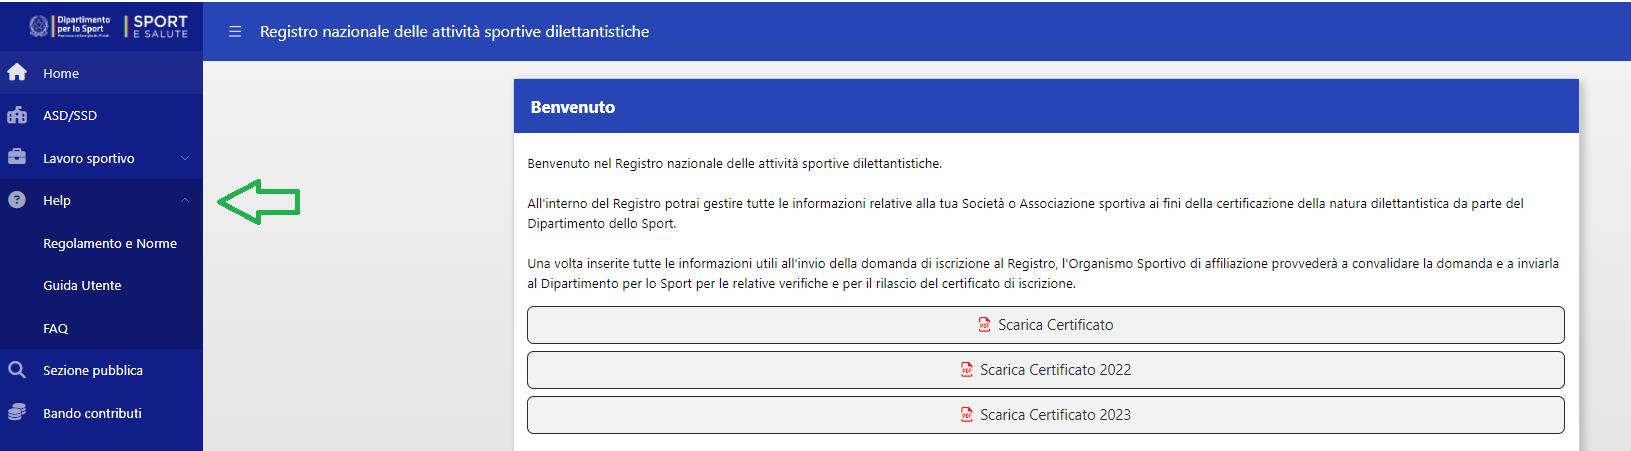 Dipartimento
per lo Sport
SPORT
E SALUTE
Registro nazionale delle attività sportive dilettantistiche
Home
ASD/SSD
Lavoro sportivo
Help
Regolamento e Norme
Guida Utente
FAQ
Sezione pubblica
Bando contributi
Benvenuto
Benvenuto nel Registro nazionale delle attività sportive dilettantistiche.
All'interno del Registro potrai gestire tutte le informazioni relative alla tua Società o Associazione sportiva ai fini della certificazione della natura dilettantistica da parte del
Dipartimento dello Sport.
Una volta inserite tutte le informazioni utili all'invio della domanda di iscrizione al Registro, l'Organismo Sportivo di affiliazione provvederà a convalidare la domanda e a inviarla
al Dipartimento per lo Sport per le relative verifiche e per il rilascio del certificato di iscrizione.
PDF Scarica Certificato
PDF Scarica Certificato 2022
PDF Scarica Certificato 2023